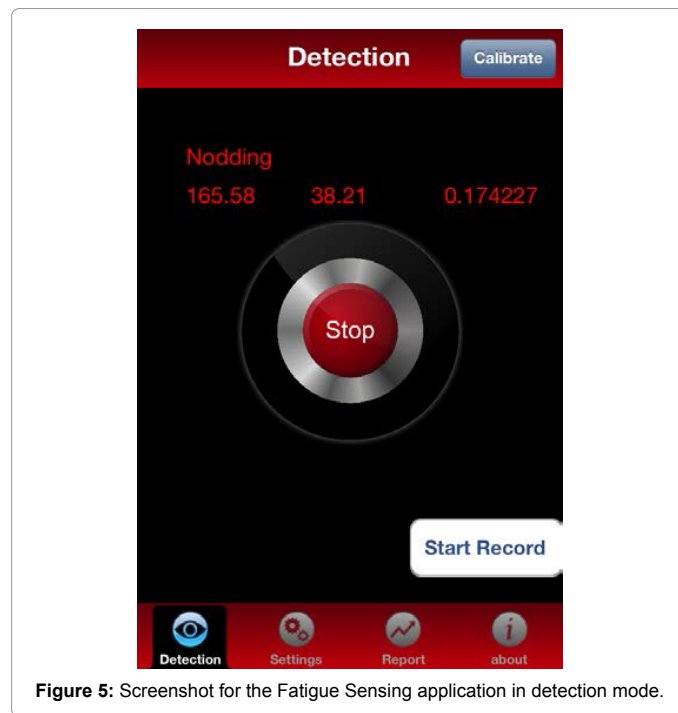 Detection
Calibrate
Nodding
165.58 38.21 0.174227
Stop
Start Record
Detection Settings Report about
Figure 5: Screenshot for the Fatigue Sensing application in detection mode.